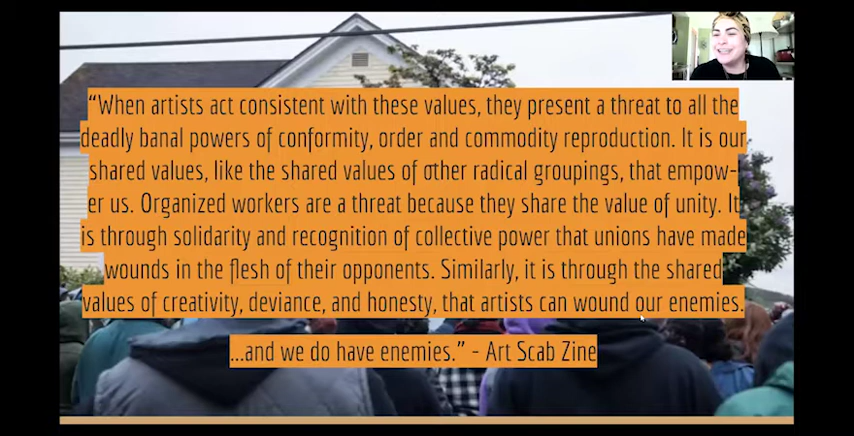 “When artists act consistent with these values, they present a threat to all the
deadly banal powers of conformity, order and commodity reproduction. It is our
shared values, like the shared values of other radical groupings, that empow-
er us. Organized workers are a threat because they share the value of unity. It
is through solidarity and recognition of collective power that unions have made
wounds in the flesh of their opponents. Similarly, it is through the shared
values of creativity, deviance, and honesty, that artists can wound our enemies.
...and we do have enemies.” - Art Scab Zine